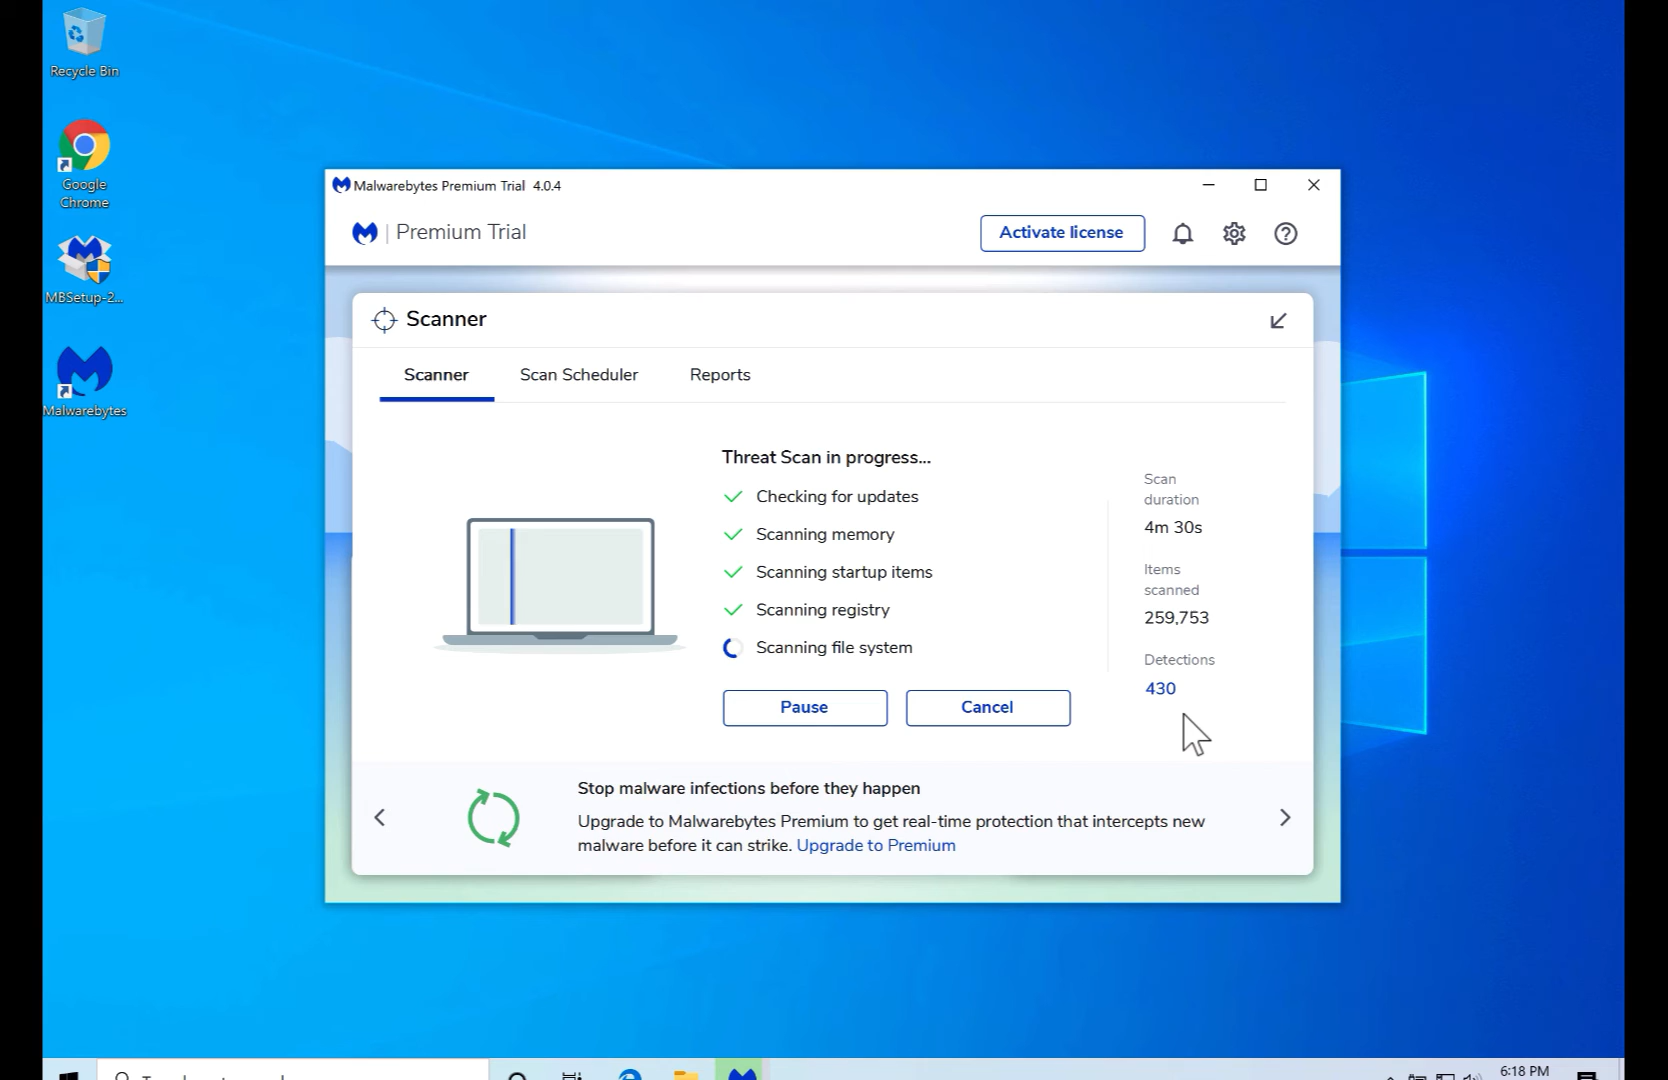 Recycle Bin
Google
Chrome
MBSetup-2...
Malwarebytes
Malwarebytes Premium Trial 4.0.4
Premium Trial
Activate license
Scanner
Scanner
Scan Scheduler
Reports
Threat Scan in progress...
Checking for updates
Scanning memory
Scanning startup items
Scanning registry
Scanning file system
Pause
Cancel
Scan
duration
4m 30s
Items
scanned
259,753
Detections
430
Stop malware infections before they happen
Upgrade to Malwarebytes Premium to get real-time protection that intercepts new
malware before it can strike. Upgrade to Premium
6:18 PM